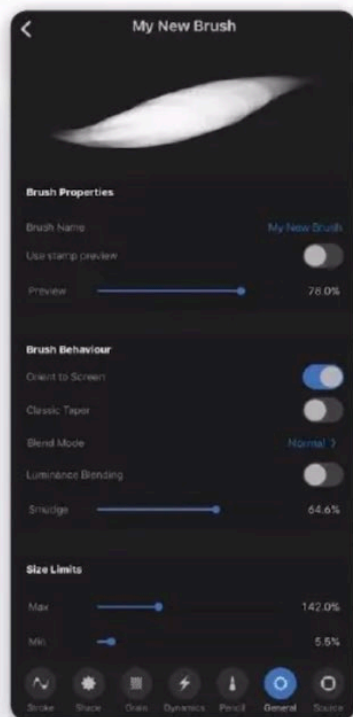 My New Brush
Brush Properties
Brush Name My New Brush
Use stamp preview
Preview 78.0%
Brush Behaviour
Orient to Screen
Classic Taper
Blend Mode Normal
Luminance Blending
Smudge 64.6%
Size Limits
Max 142.0%
Min 5.5%
Stroke Shape Grain Dynamics Pencil General Source